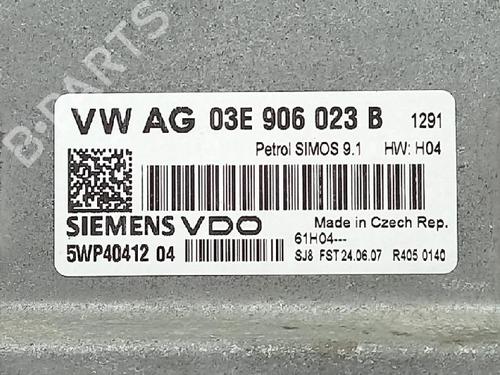 B-PARTS
VW AG 03E 906 023 B 1291
Petrol SIMOS 9.1 HW: H04
SIEMENS VDO Made in Czech Rep.
61H04---
5WP40412 04 SJ8 FST 24.06.07 R405 0140